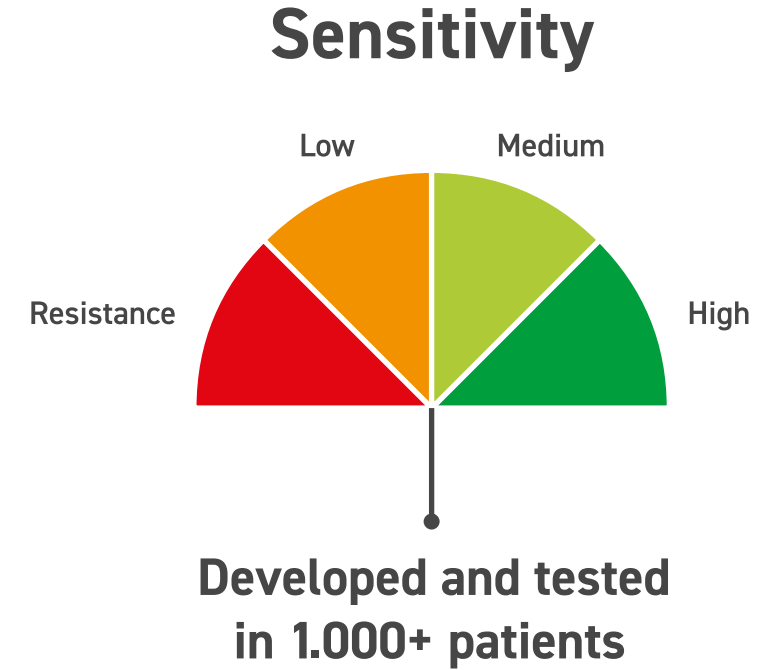 Sensitivity
Low
Medium
Resistance
High
Developed and tested
in 1.000+ patients